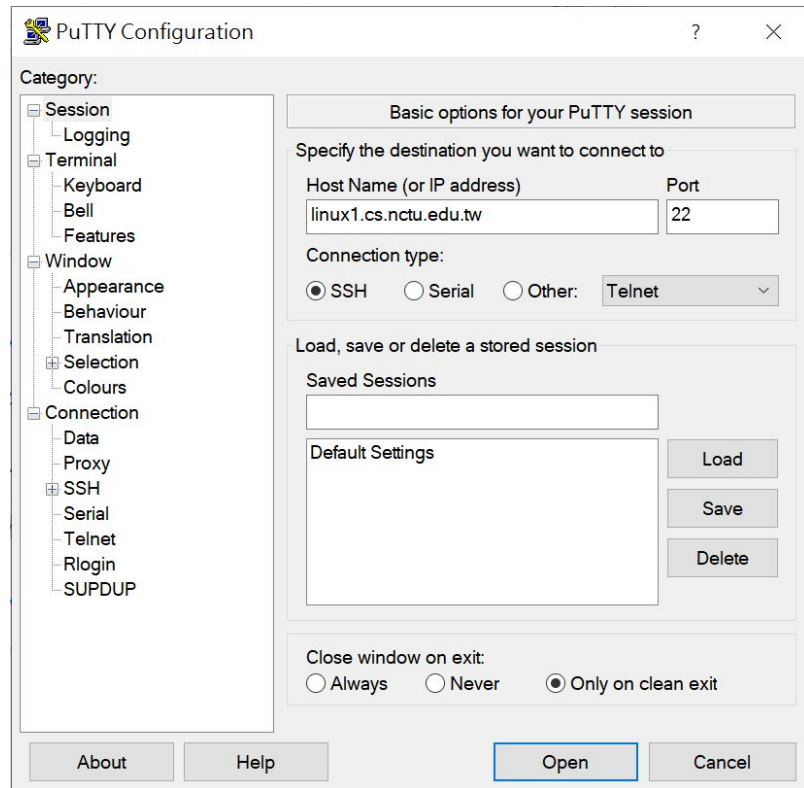 PuTTY Configuration
?
Category:
Session
Logging
Terminal
Keyboard
Bell
Features
Window
Appearance
Behaviour
Translation
Selection
Colours
Connection
Data
Proxy
SSH
Serial
Telnet
Rlogin
SUPDUP
Basic options for your PuTTY session
Specify the destination you want to connect to
Host Name (or IP address) Port
linux1.cs.nctu.edu.tw 22
Connection type:
SSH Serial Other: Telnet
Load, save or delete a stored session
Saved Sessions
Default Settings
Load
Save
Delete
Close window on exit:
Always Never Only on clean exit
About Help Open Cancel